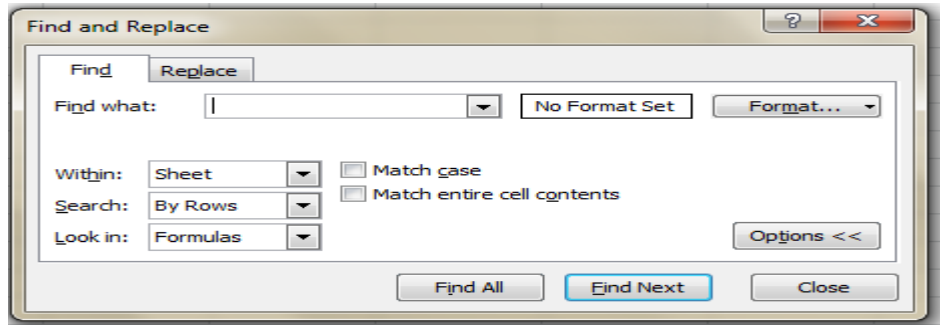 Find and Replace
Find Replace
Find what: No Format Set Format...
Within: Sheet Match case
Match entire cell contents
Search: By Rows
Look in: Formulas Options <<
Find All Find Next Close